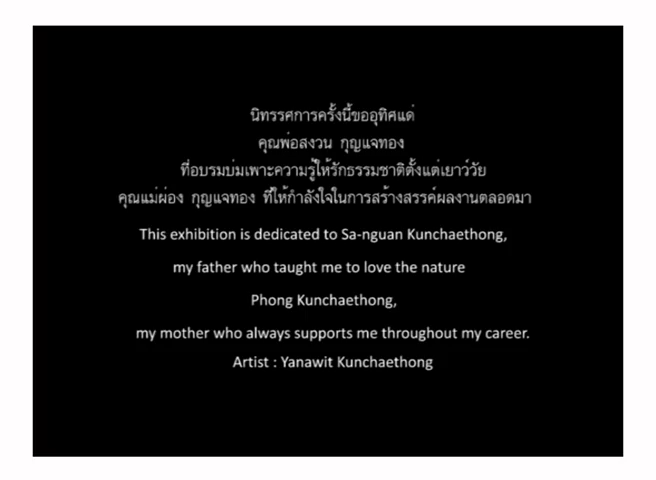 นิทรรศการครั้งนี้ขออุทิศแด่
คุณพ่อสงวน กุญแจทอง
ที่อบรมบ่มเพาะความรู้ให้รักธรรมชาติตั้งแต่เยาว์วัย
คุณแม่ผ่อง กุญแจทอง ที่ให้กำลังใจในการสร้างสรรค์ผลงานตลอดมา
This exhibition is dedicated to Sa-nguan Kunchaethong,
my father who taught me to love the nature
Phong Kunchaethong,
my mother who always supports me throughout my career.
Artist : Yanawit Kunchaethong